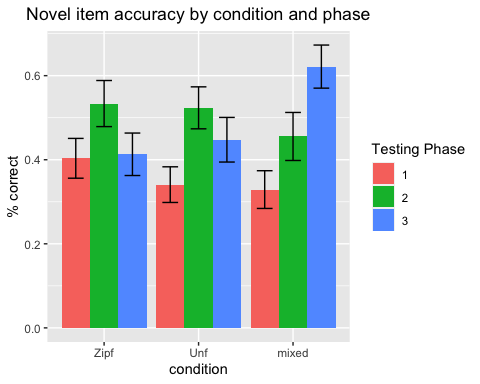 Novel item accuracy by condition and phase
% correct
0.6
0.4
0.2
0.0
Zipf
Unf
mixed
condition
Testing Phase
1
2
3